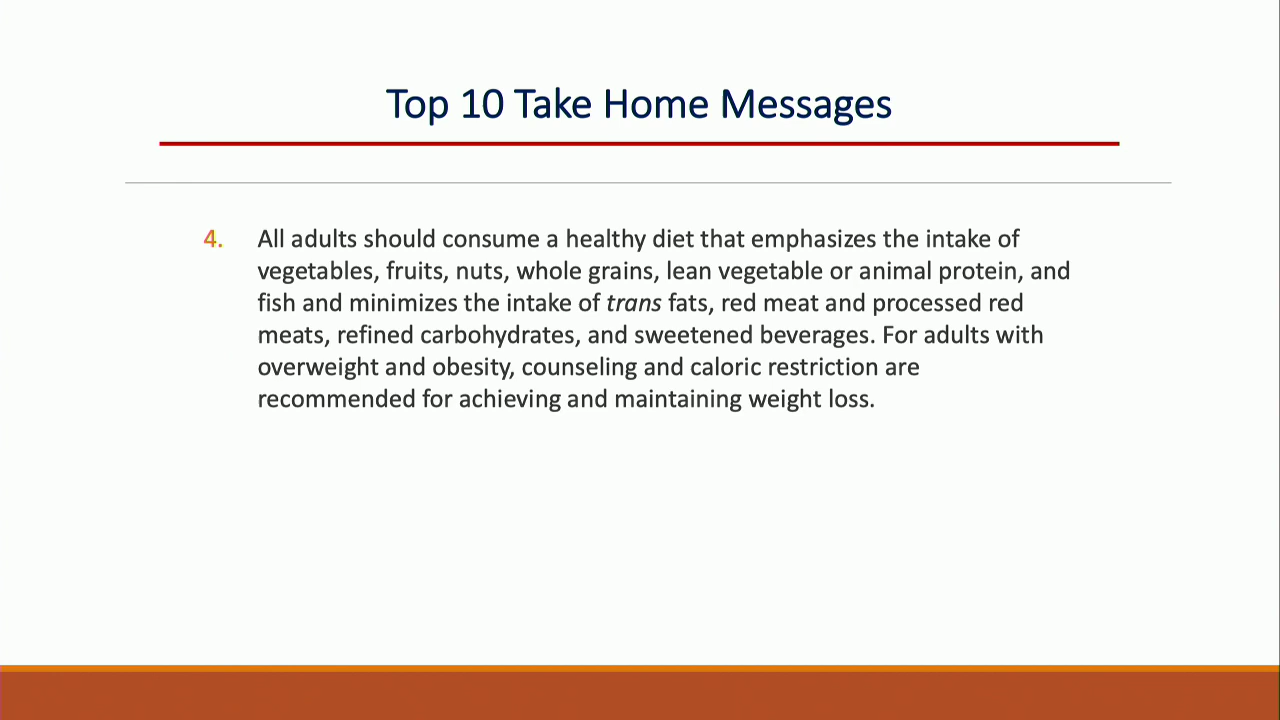 Top 10 Take Home Messages
4. All adults should consume a healthy diet that emphasizes the intake of
vegetables, fruits, nuts, whole grains, lean vegetable or animal protein, and
fish and minimizes the intake of trans fats, red meat and processed red
meats, refined carbohydrates, and sweetened beverages. For adults with
overweight and obesity, counseling and caloric restriction are
recommended for achieving and maintaining weight loss.